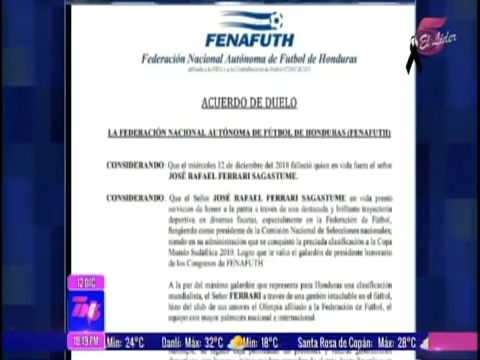 FENAFUTH
Federación Nacional Autónoma de Futbol de Honduras
5
El Líder
ACUERDO DE DUELO
LA FEDERACIÓN NACIONAL AUTÓNOMA DE FÚTBOL DE HONDURAS (FENAFUTH)
CONSIDERANDO: Que el miércoles 12 de diciembre del 2018 falleció quien en vida fuera el señor
JOSÉ RAFAEL FERRARI SAGASTUME.
CONSIDERANDO: Que el Señor JOSÉ RAFAEL FERRARI SAGASTUME en vida prestó
servicios de honor a la patria a través de una destacada y brillante trayectoria
deportiva en diversas facetas, especialmente en la Federación de Fútbol,
fungiendo como presidente de la Comisión Nacional de Selecciones nacionales;
siendo en su administración que se conquistó la preciada clasificación a la Copa
Mundo Sudáfrica 2010. Logro que le valió el galardón de presidente honorario
de los Congresos de FENAFUTH
A la par del máximo galardón que representa para Honduras una clasificación
mundialista, el Señor FERRARI a través de una gestión intachable en el fútbol,
hizo del club de sus amores el Olimpia afiliado a la Federación de Fútbol, el
equipo con mayor palmares nacional e internacional.
12 DIC
10:19 PM
Mín: 24°C Danlí: Máx: 32°C Mín: 18°C Santa Rosa de Copán: Máx: 28°C